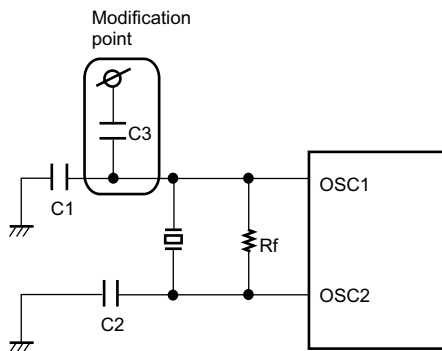 Modification
point
C3
C1
OSC1
Rf
OSC2
C2